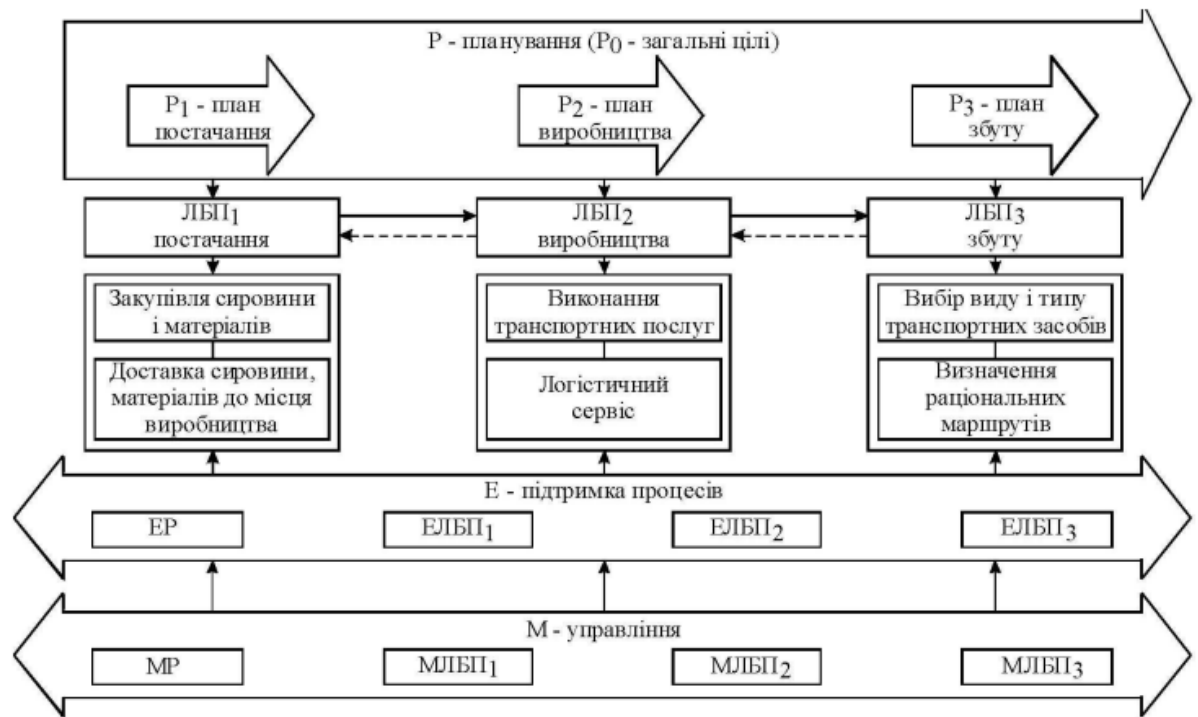 Р - планування (Р0 - загальні цілі)
Р1 - план
постачання
Р2 - план
виробництва
Р3 - план
збуту
ЛБП1
постачання
ЛБП2
виробництва
ЛБП3
збуту
Закупівля сировини
і матеріалів
Доставка сировини,
матеріалів до місця
виробництва
Виконання
транспортних послуг
Логістичний
сервіс
Вибір виду і типу
транспортних засобів
Визначення
раціональних
маршрутів
Е - підтримка процесів
ЕР
ЕЛБП1
ЕЛБП2
ЕЛБП3
М - управління
МР
МЛБП1
МЛБП2
МЛБП3